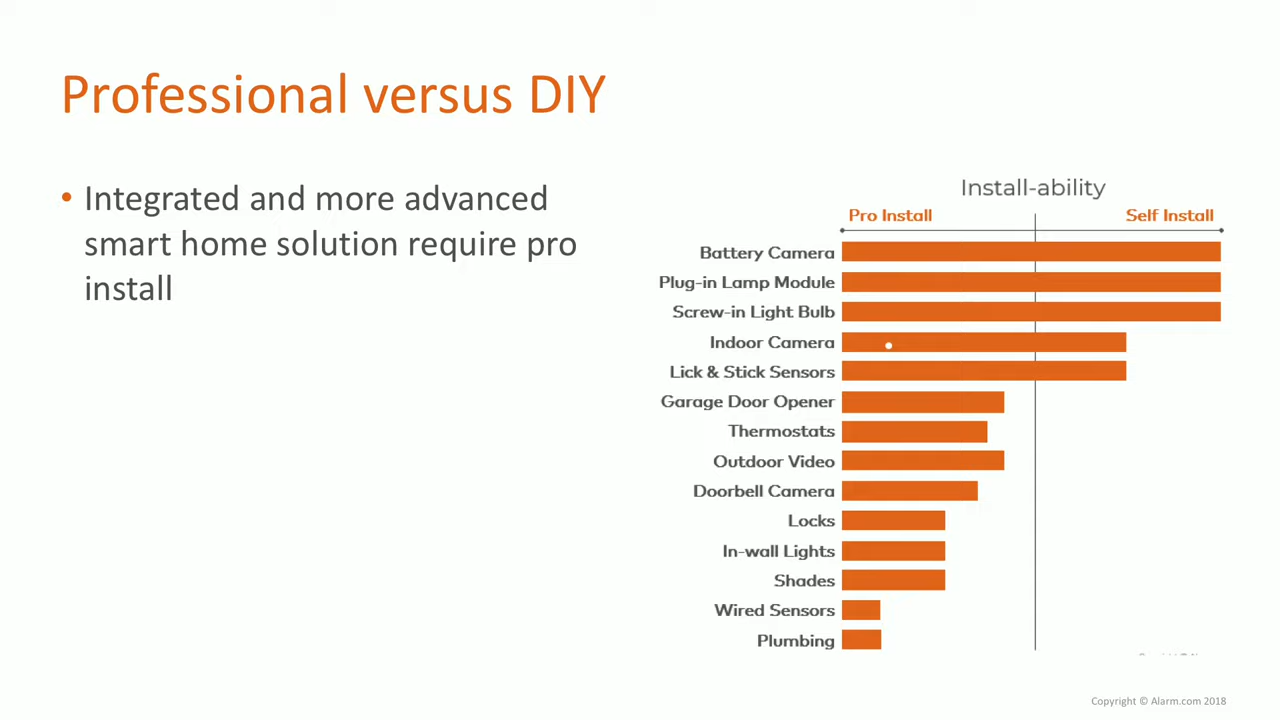 Professional versus DIY
• Integrated and more advanced
smart home solution require pro
install
Install-ability
Pro Install Self Install
Battery Camera
Plug-in Lamp Module
Screw-in Light Bulb
Indoor Camera
Lick & Stick Sensors
Garage Door Opener
Thermostats
Outdoor Video
Doorbell Camera
Locks
In-wall Lights
Shades
Wired Sensors
Plumbing
Copyright © Alarm.com 2018